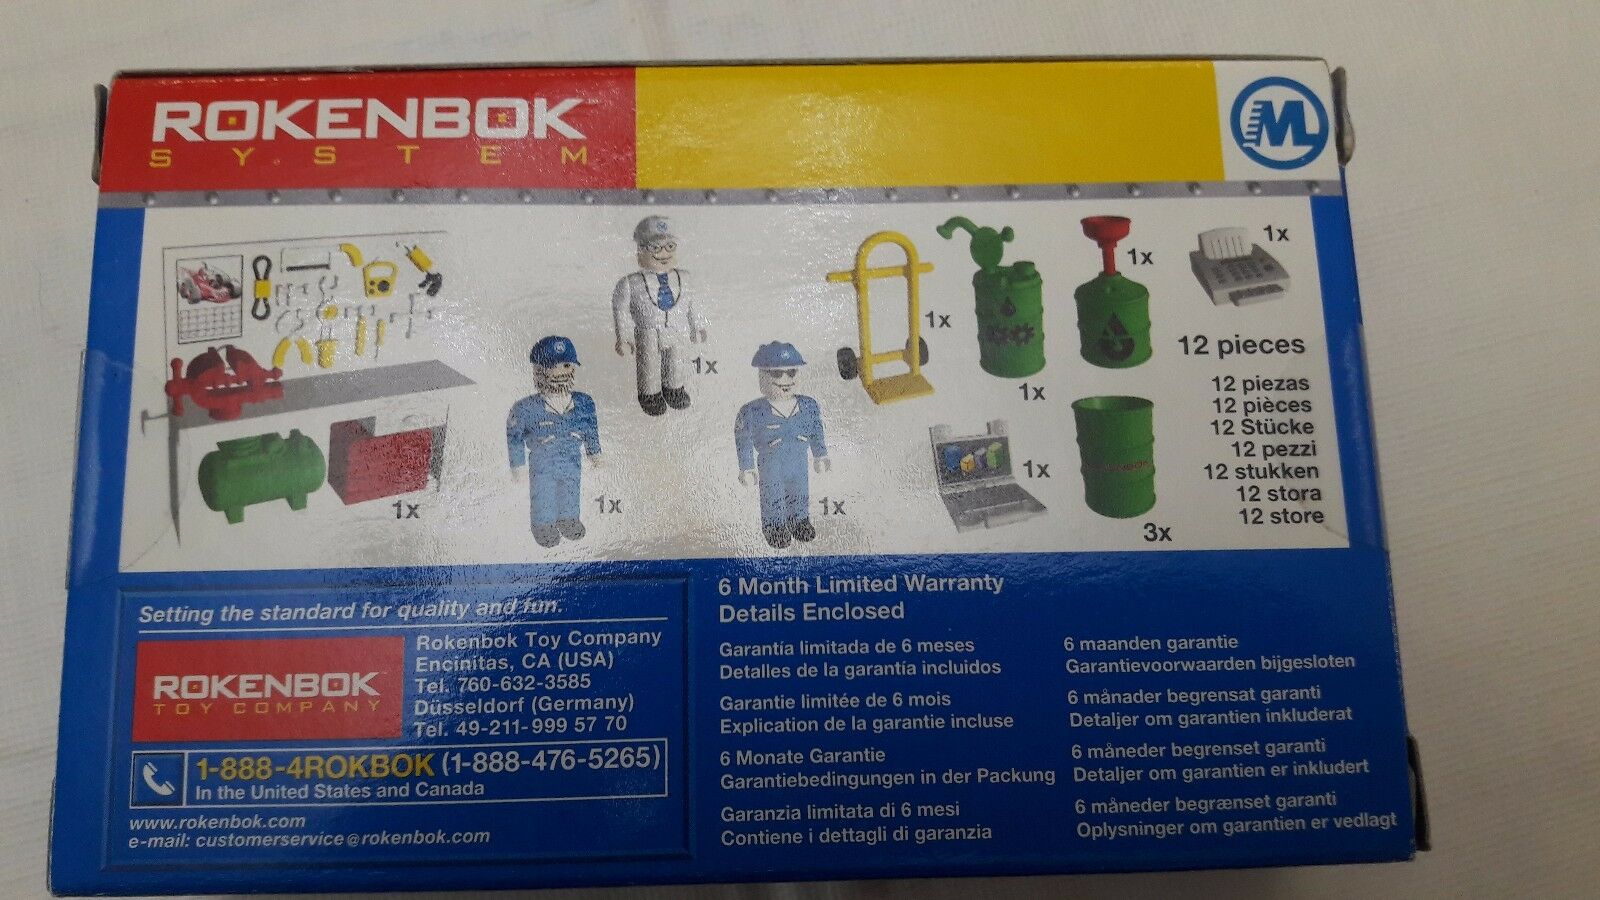 ROKENBOK
SYSTEM
M
1x
1x
1x
1x
1x
1x
1x
1x
1x
3x
12 pieces
12 piezas
12 pièces
12 Stücke
12 pezzi
12 stukken
12 stora
12 store
Setting the standard for quality and fun.
ROKENBOK
TOY COMPANY
Rokenbok Toy Company
Encinitas, CA (USA)
Tel. 760-632-3585
Düsseldorf (Germany)
Tel. 49-211-999 57 70
1-888-4ROKBOK (1-888-476-5265)
In the United States and Canada
www.rokenbok.com
e-mail: customerservice@rokenbok.com
6 Month Limited Warranty
Details Enclosed
Garantía limitada de 6 meses
Detalles de la garantía incluidos
Garantie limitée de 6 mois
Explication de la garantie incluse
6 Monate Garantie
Garantiebedingungen in der Packung
Garanzia limitata di 6 mesi
Contiene i dettagli di garanzia
6 maanden garantie
Garantievoorwaarden bijgesloten
6 månader begrensat garanti
Detaljer om garantien inkluderat
6 måneder begrenset garanti
Detaljer om garantien er inkludert
6 måneder begrænset garanti
Oplysninger om garantien er vedlagt